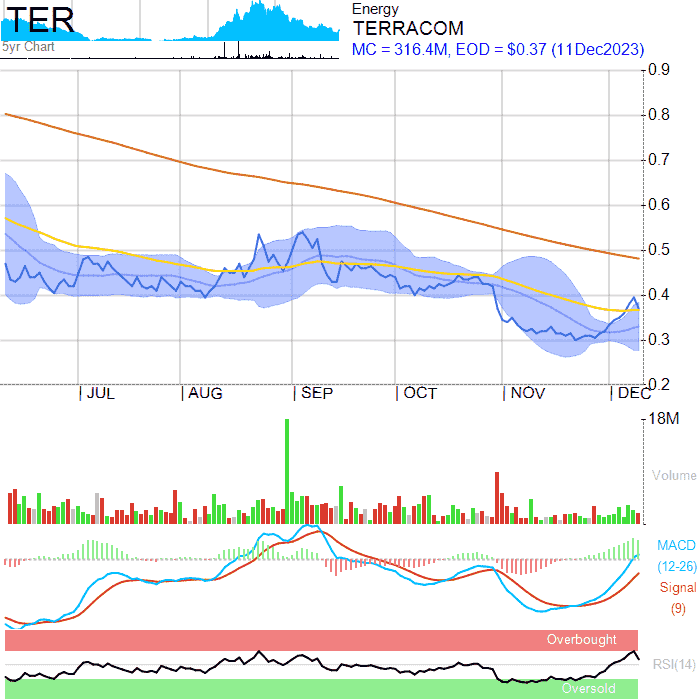 TER
5yr Chart
Energy
TERRACOM
MC = 316.4M, EOD = $0.37 (11Dec2023)
0.9
0.8
0.7
0.6
0.5
0.4
0.3
0.2
JUL AUG SEP OCT NOV DEC
18M
Volume
MACD
(12-26)
Signal
(9)
Overbought
RSI(14)
Oversold